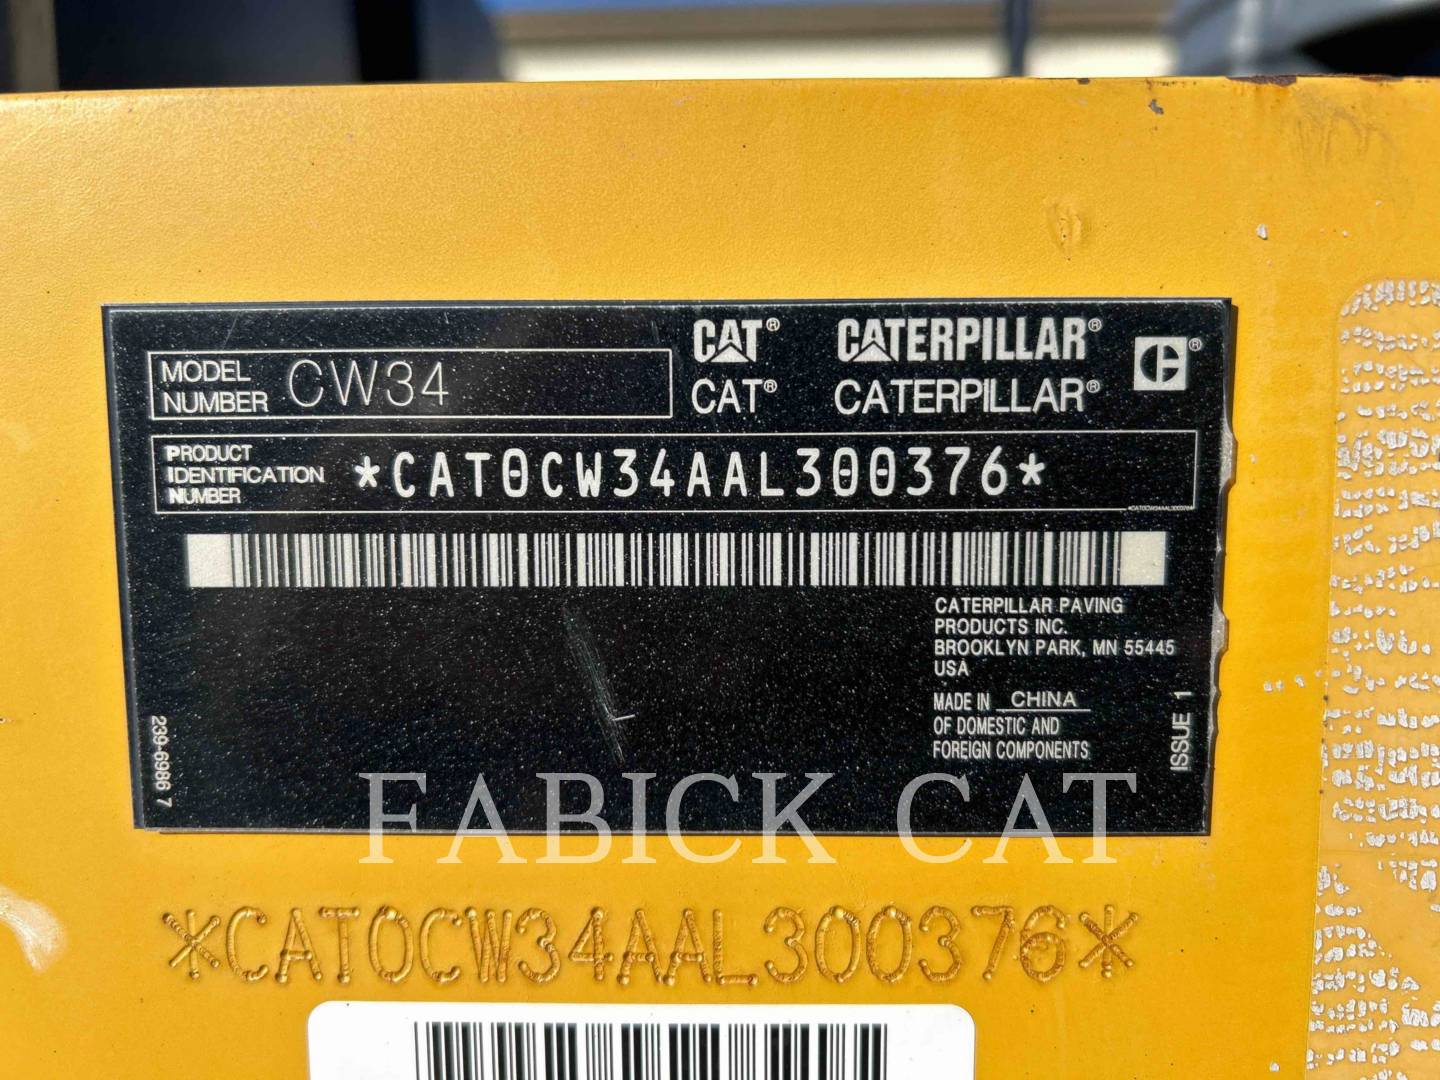 MODEL NUMBER CW34
CAT® CATERPILLAR®
CAT® CATERPILLAR®
C®
PRODUCT IDENTIFICATION NUMBER *CAT0CW34AAL300376*
*CAT0CW34AAL300376*
CATERPILLAR PAVING
PRODUCTS INC.
BROOKLYN PARK, MN 55445
USA
MADE IN CHINA
OF DOMESTIC AND
FOREIGN COMPONENTS
ISSUE 1
239-6986 7
FABICK CAT
*CAT0CW34AAL300376*